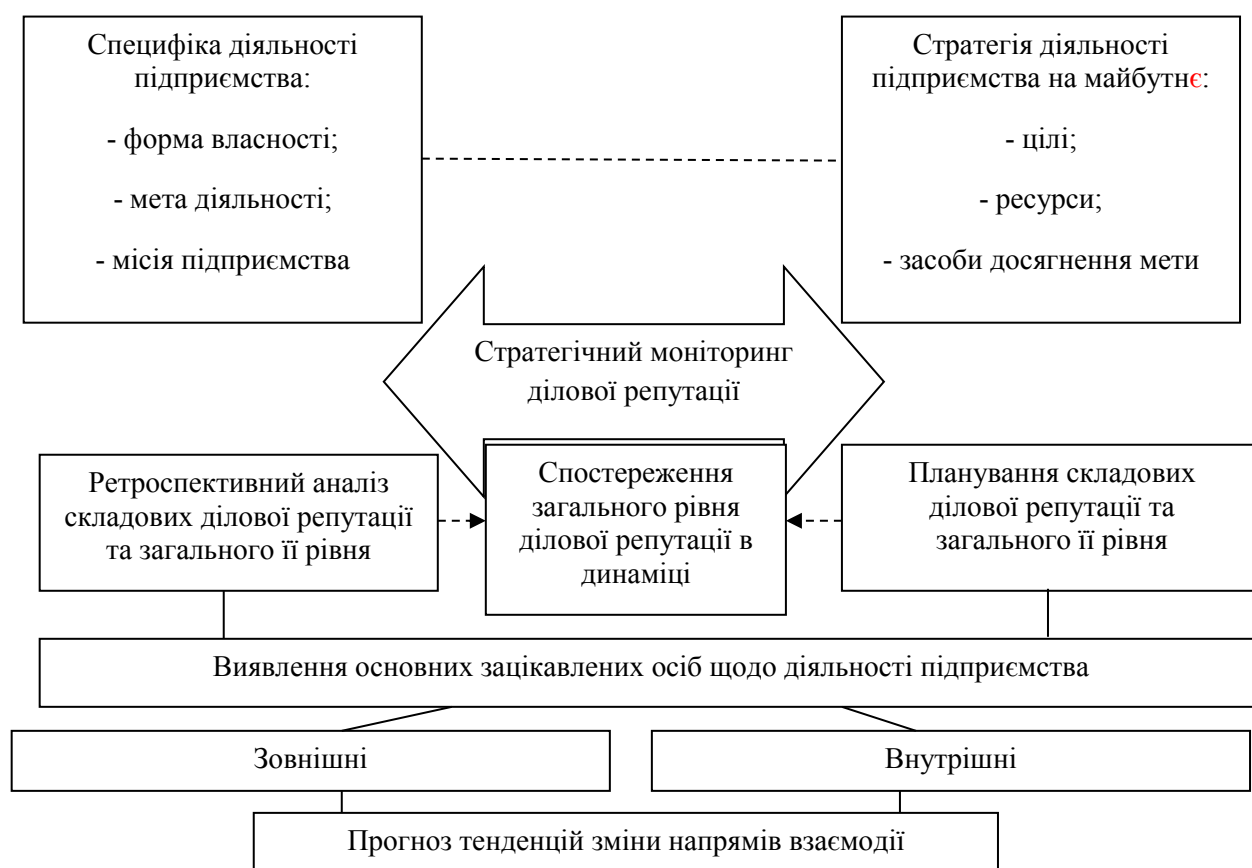 Специфіка діяльності
підприємства:
- форма власності;
- мета діяльності;
- місія підприємства
Стратегія діяльності
підприємства на майбутнє:
- цілі;
- ресурси;
- засоби досягнення мети
Стратегічний моніторинг
ділової репутації
Ретроспективний аналіз
складових ділової репутації
та загального її рівня
Спостереження
загального рівня
ділової репутації в
динаміці
Планування складових
ділової репутації та
загального її рівня
Виявлення основних зацікавлених осіб щодо діяльності підприємства
Зовнішні
Внутрішні
Прогноз тенденцій зміни напрямів взаємодії